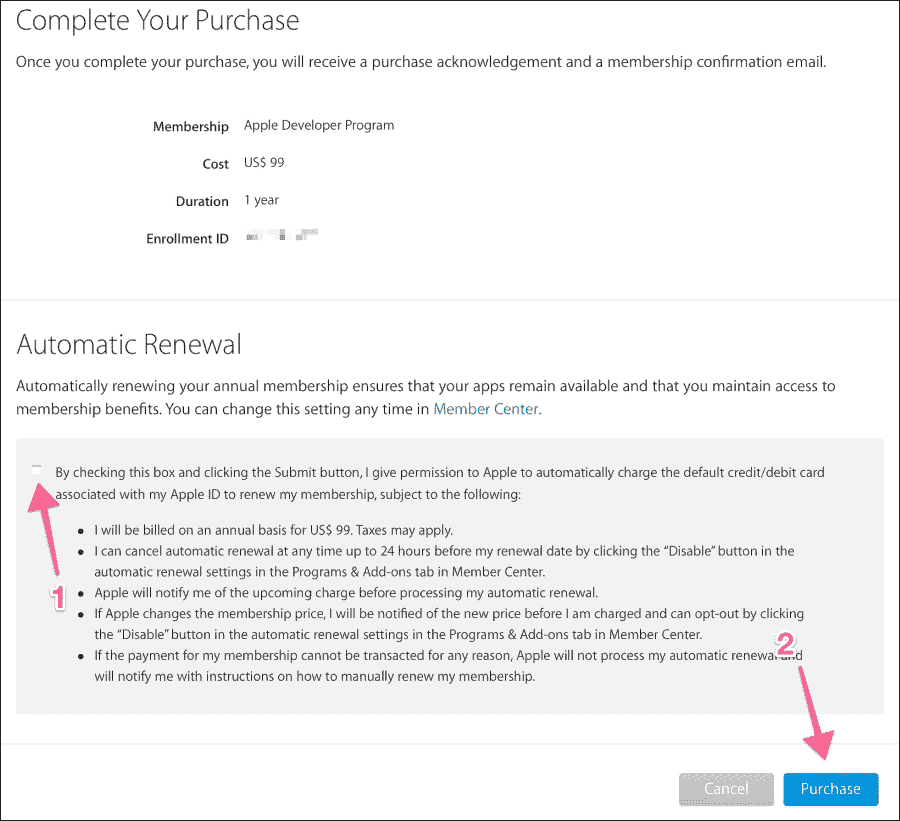 Complete Your Purchase
Once you complete your purchase, you will receive a purchase acknowledgement and a membership confirmation email.
Membership Apple Developer Program
Cost US$ 99
Duration 1 year
Enrollment ID
Automatic Renewal
Automatically renewing your annual membership ensures that your apps remain available and that you maintain access to
membership benefits. You can change this setting any time in Member Center.
By checking this box and clicking the Submit button, I give permission to Apple to automatically charge the default credit/debit card
associated with my Apple ID to renew my membership, subject to the following:
• I will be billed on an annual basis for US$ 99. Taxes may apply.
• I can cancel automatic renewal at any time up to 24 hours before my renewal date by clicking the “Disable” button in the
automatic renewal settings in the Programs & Add-ons tab in Member Center.
1
• Apple will notify me of the upcoming charge before processing my automatic renewal.
• If Apple changes the membership price, I will be notified of the new price before I am charged and can opt-out by clicking
the “Disable” button in the automatic renewal settings in the Programs & Add-ons tab in Member Center.
2
• If the payment for my membership cannot be transacted for any reason, Apple will not process my automatic renewal and
will notify me with instructions on how to manually renew my membership.
Cancel Purchase